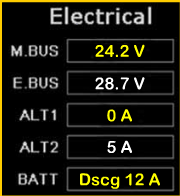 Electrical
M.BUS 24.2 V
E.BUS 28.7 V
ALT1 0 A
ALT2 5 A
BATT Dscg 12 A